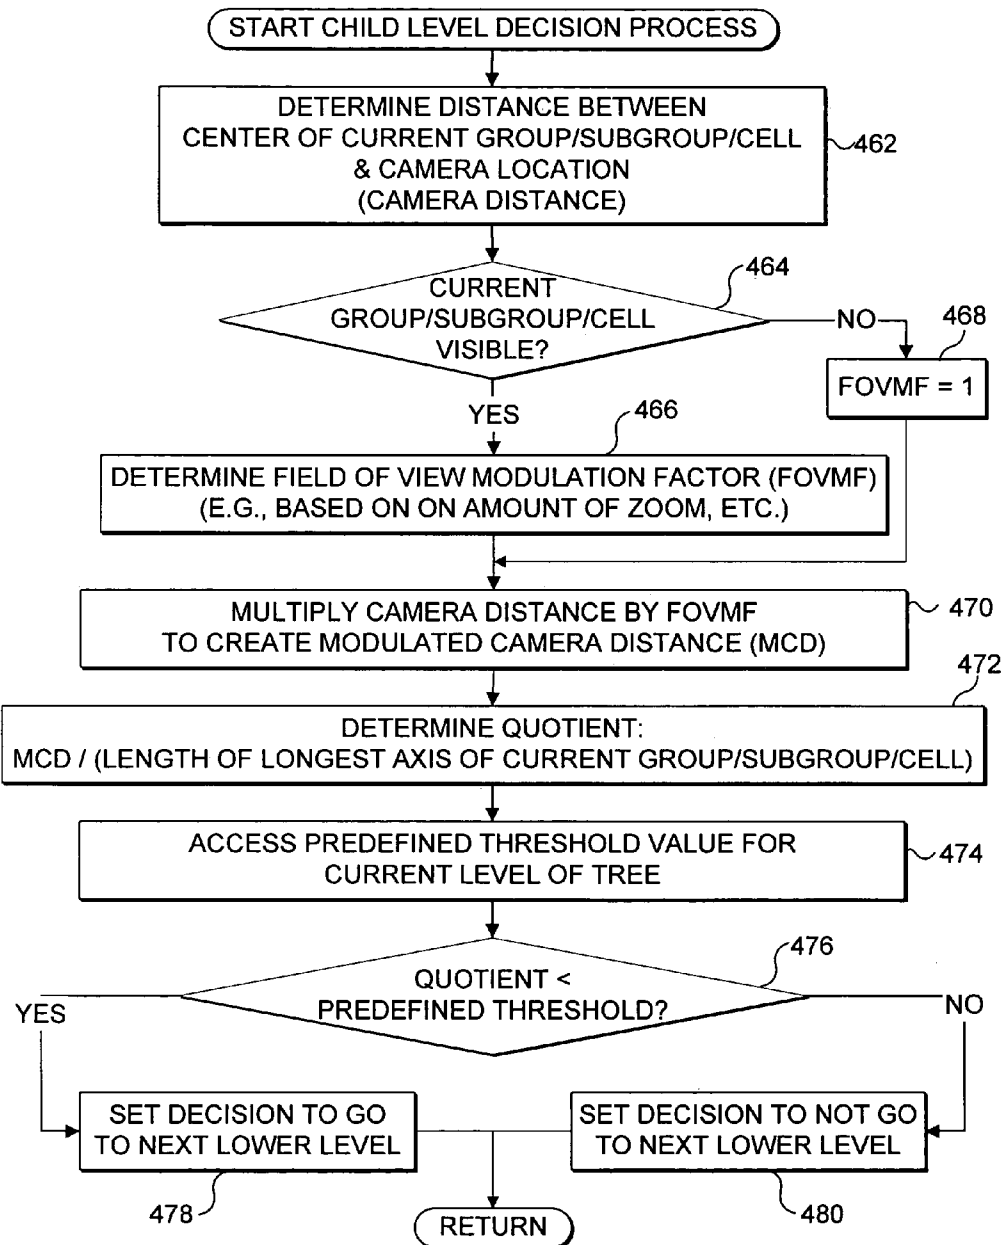 START CHILD LEVEL DECISION PROCESS
DETERMINE DISTANCE BETWEEN
CENTER OF CURRENT GROUP/SUBGROUP/CELL
& CAMERA LOCATION
(CAMERA DISTANCE)
462
CURRENT
GROUP/SUBGROUP/CELL
VISIBLE?
464
NO
468
FOVMF = 1
YES
466
DETERMINE FIELD OF VIEW MODULATION FACTOR (FOVMF)
(E.G., BASED ON ON AMOUNT OF ZOOM, ETC.)
MULTIPLY CAMERA DISTANCE BY FOVMF
TO CREATE MODULATED CAMERA DISTANCE (MCD)
470
472
DETERMINE QUOTIENT:
MCD / (LENGTH OF LONGEST AXIS OF CURRENT GROUP/SUBGROUP/CELL)
ACCESS PREDEFINED THRESHOLD VALUE FOR
CURRENT LEVEL OF TREE
474
476
QUOTIENT <
PREDEFINED THRESHOLD?
YES
NO
SET DECISION TO GO
TO NEXT LOWER LEVEL
SET DECISION TO NOT GO
TO NEXT LOWER LEVEL
478
480
RETURN